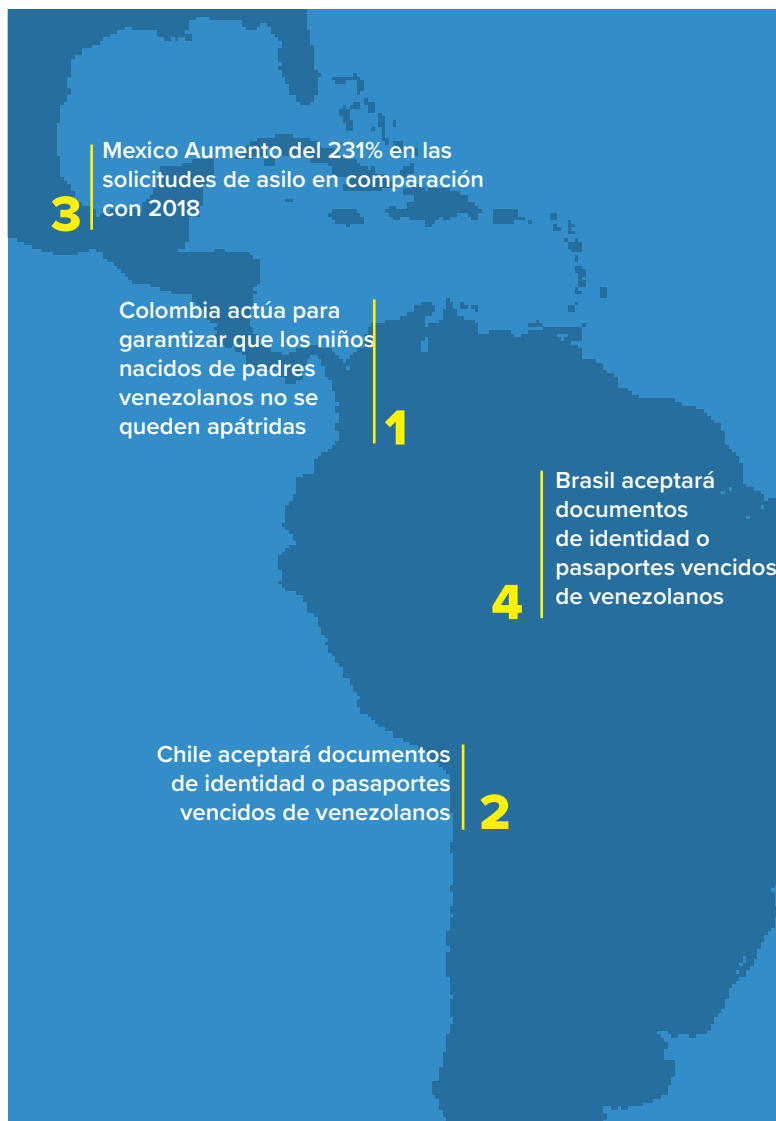 Mexico Aumento del 231% en las
solicitudes de asilo en comparación
con 2018
3
Colombia actúa para
garantizar que los niños
nacidos de padres
venezolanos no se
queden apátridas
1
Brasil aceptará
documentos
de identidad o
pasaportes vencidos
de venezolanos
4
Chile aceptará documentos
de identidad o pasaportes
vencidos de venezolanos
2